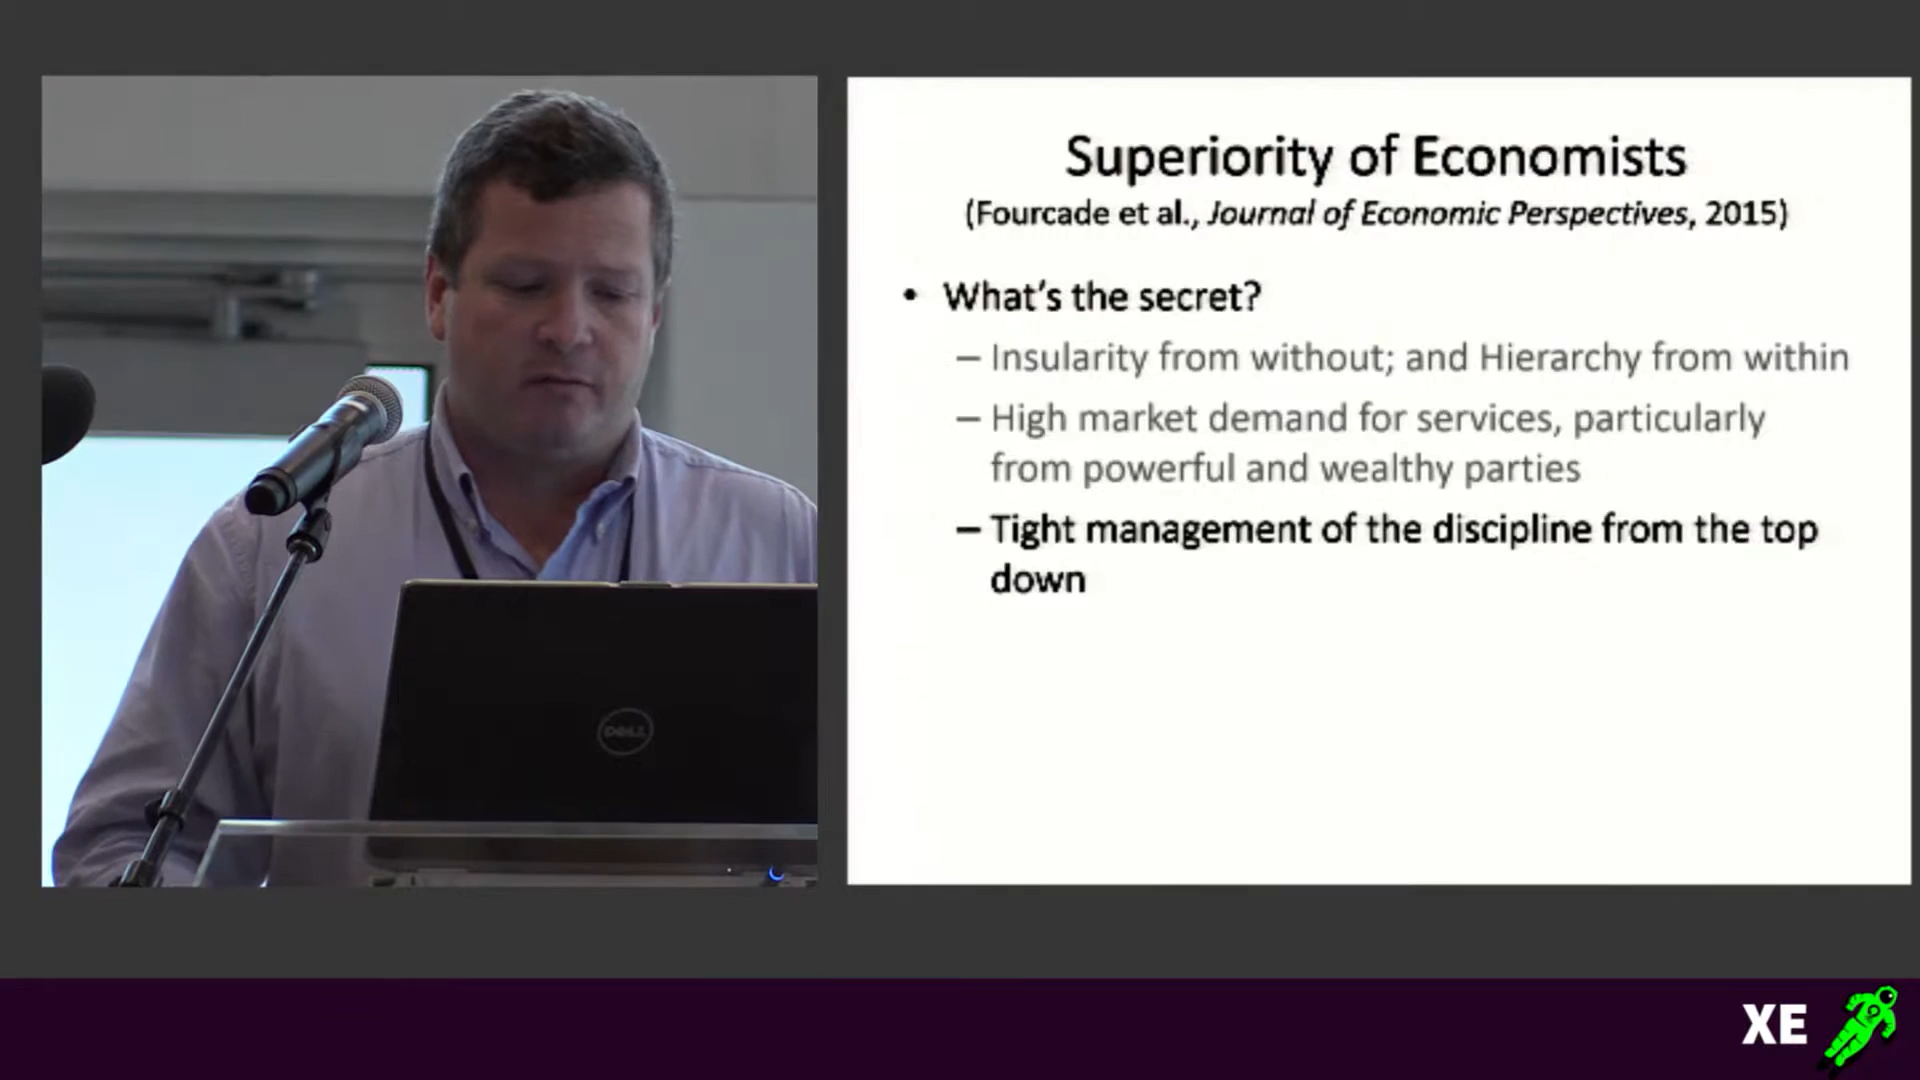 Superiority of Economists
(Fourcade et al., Journal of Economic Perspectives, 2015)
• What's the secret?
– Insularity from without; and Hierarchy from within
– High market demand for services, particularly
from powerful and wealthy parties
– Tight management of the discipline from the top
down
DELL
XE